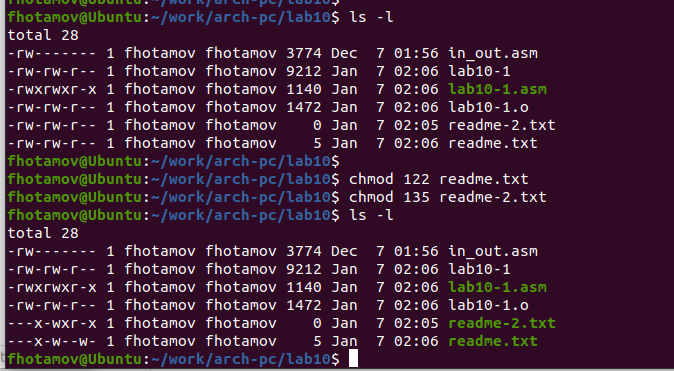 fhotamov@Ubuntu:~/work/arch-pc/lab10$ ls -l
total 28
-rw------- 1 fhotamov fhotamov 3774 Dec  7 01:56 in_out.asm
-rw-rw-r-- 1 fhotamov fhotamov 9212 Jan  7 02:06 lab10-1
-rwxrwxr-x 1 fhotamov fhotamov 1140 Jan  7 02:06 lab10-1.asm
-rw-rw-r-- 1 fhotamov fhotamov 1472 Jan  7 02:06 lab10-1.o
-rw-rw-r-- 1 fhotamov fhotamov    0 Jan  7 02:05 readme-2.txt
-rw-rw-r-- 1 fhotamov fhotamov    5 Jan  7 02:06 readme.txt
fhotamov@Ubuntu:~/work/arch-pc/lab10$
fhotamov@Ubuntu:~/work/arch-pc/lab10$ chmod 122 readme.txt
fhotamov@Ubuntu:~/work/arch-pc/lab10$ chmod 135 readme-2.txt
fhotamov@Ubuntu:~/work/arch-pc/lab10$ ls -l
total 28
-rw------- 1 fhotamov fhotamov 3774 Dec  7 01:56 in_out.asm
-rw-rw-r-- 1 fhotamov fhotamov 9212 Jan  7 02:06 lab10-1
-rwxrwxr-x 1 fhotamov fhotamov 1140 Jan  7 02:06 lab10-1.asm
-rw-rw-r-- 1 fhotamov fhotamov 1472 Jan  7 02:06 lab10-1.o
---x-wxr-x 1 fhotamov fhotamov    0 Jan  7 02:05 readme-2.txt
---x-w--w- 1 fhotamov fhotamov    5 Jan  7 02:06 readme.txt
fhotamov@Ubuntu:~/work/arch-pc/lab10$